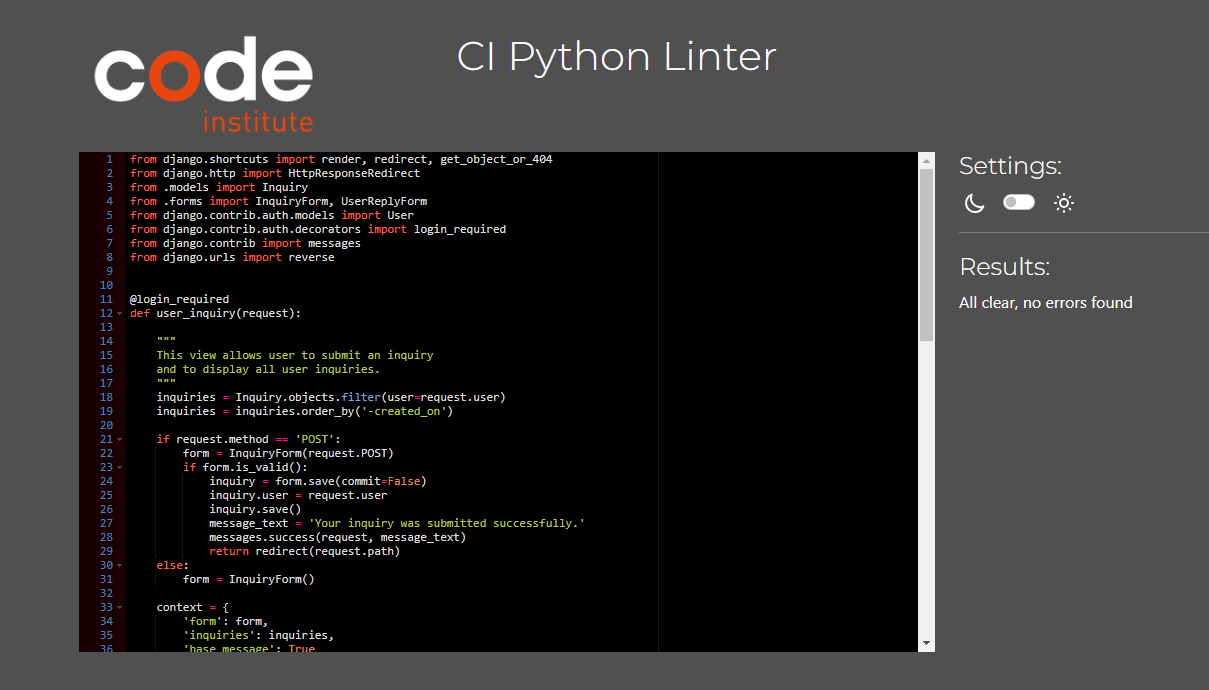 code
institute
CI Python Linter
1 from django.shortcuts import render, redirect, get_object_or_404
2 from django.http import HttpResponseRedirect
3 from .models import Inquiry
4 from .forms import InquiryForm, UserReplyForm
5 from django.contrib.auth.models import User
6 from django.contrib.auth.decorators import login_required
7 from django.contrib import messages
8 from django.urls import reverse
9
10
11 @login_required
12 def user_inquiry(request):
13
14     """
15     This view allows user to submit an inquiry
16     and to display all user inquiries.
17     """
18     inquiries = Inquiry.objects.filter(user=request.user)
19     inquiries = inquiries.order_by('-created_on')
20
21     if request.method == 'POST':
22         form = InquiryForm(request.POST)
23         if form.is_valid():
24             inquiry = form.save(commit=False)
25             inquiry.user = request.user
26             inquiry.save()
27             message_text = 'Your inquiry was submitted successfully.'
28             messages.success(request, message_text)
29             return redirect(request.path)
30     else:
31         form = InquiryForm()
32
33     context = {
34         'form': form,
35         'inquiries': inquiries,
36         'base_message': True
Settings:
Results:
All clear, no errors found